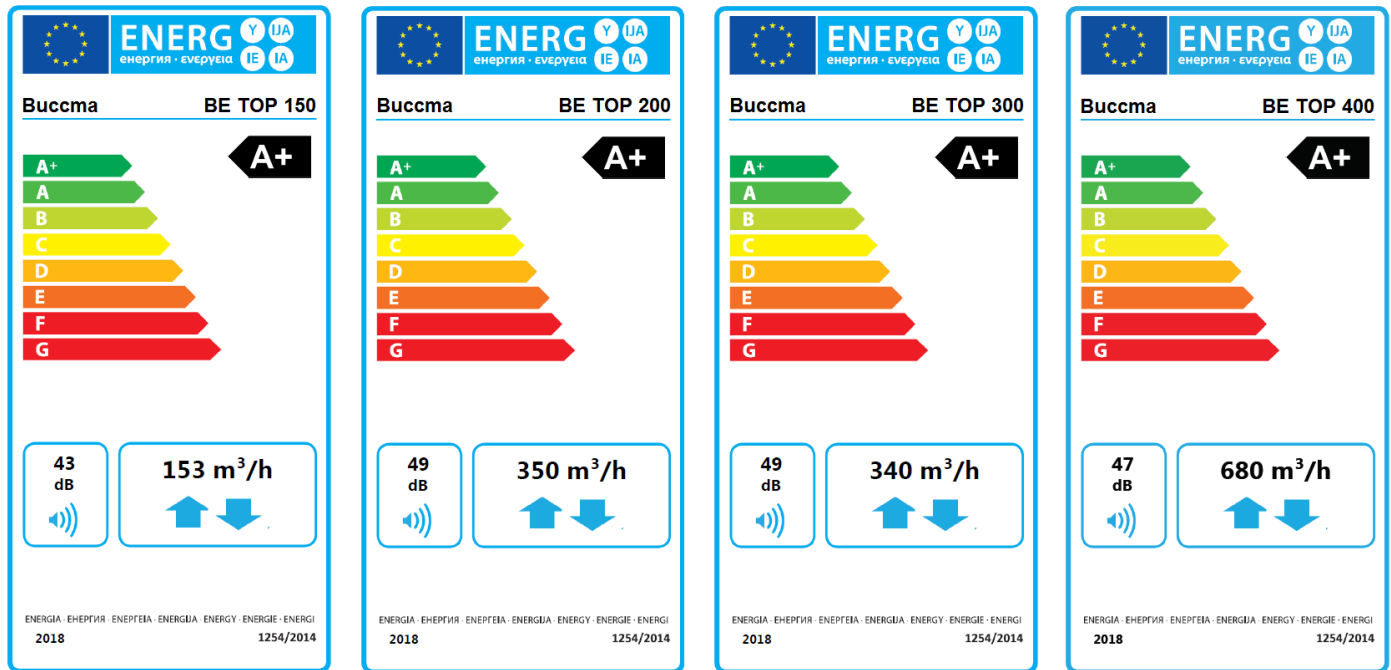 ENERG Y IJA
енергия · ενεργεια IE IA
Buccma BE TOP 150
A+
A+
A
B
C
D
E
F
G
43
dB
153 m³/h
ENERGIA · ЕНЕРГИЯ · ΕΝΕΡΓΕΙΑ · ENERGIJA · ENERGY · ENERGIE · ENERGI
2018 1254/2014
ENERG Y IJA
енергия · ενεργεια IE IA
Buccma BE TOP 200
A+
A+
A
B
C
D
E
F
G
49
dB
350 m³/h
ENERGIA · ЕНЕРГИЯ · ΕΝΕΡΓΕΙΑ · ENERGIJA · ENERGY · ENERGIE · ENERGI
2018 1254/2014
ENERG Y IJA
енергия · ενεργεια IE IA
Buccma BE TOP 300
A+
A+
A
B
C
D
E
F
G
49
dB
340 m³/h
ENERGIA · ЕНЕРГИЯ · ΕΝΕΡΓΕΙΑ · ENERGIJA · ENERGY · ENERGIE · ENERGI
2018 1254/2014
ENERG Y IJA
енергия · ενεργεια IE IA
Buccma BE TOP 400
A+
A+
A
B
C
D
E
F
G
47
dB
680 m³/h
ENERGIA · ЕНЕРГИЯ · ΕΝΕΡΓΕΙΑ · ENERGIJA · ENERGY · ENERGIE · ENERGI
2018 1254/2014